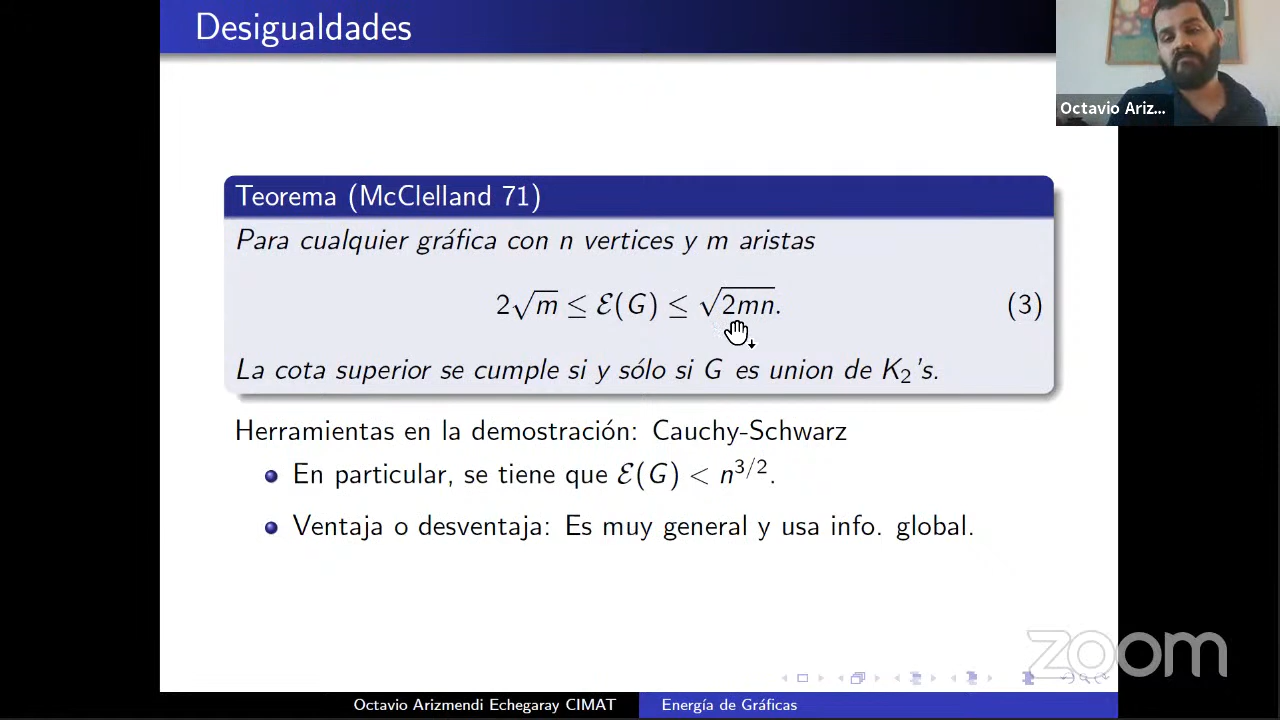 Desigualdades
Octavio Ariz...
Teorema (McClelland 71)
Para cualquier gráfica con n vertices y m aristas
2√m ≤ ℰ(G) ≤ √2mn. (3)
La cota superior se cumple si y sólo si G es union de K₂'s.
Herramientas en la demostración: Cauchy-Schwarz
En particular, se tiene que ℰ(G) < n³/².
Ventaja o desventaja: Es muy general y usa info. global.
zoom
Octavio Arizmendi Echegaray CIMAT Energía de Gráficas